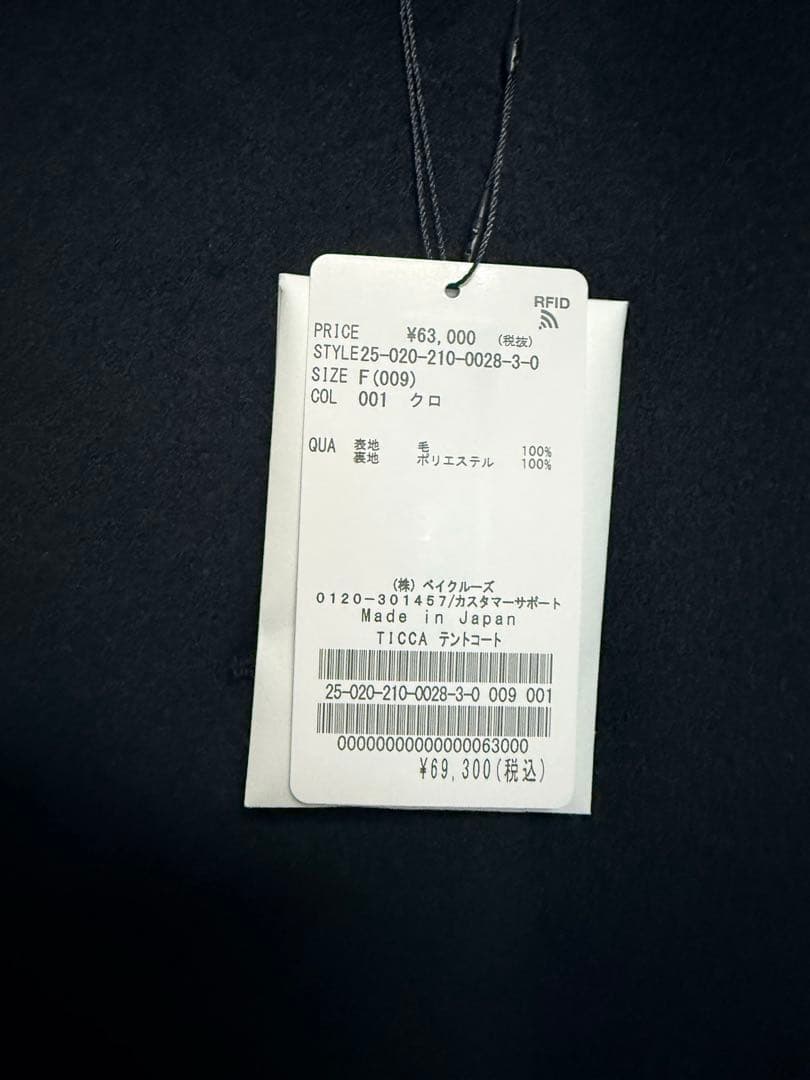 RFID
PRICE ¥63,000 (税抜)
STYLE25-020-210-0028-3-0
SIZE F(009)
COL 001 クロ
QUA 表地 毛 100%
裏地 ポリエステル 100%
(株)ベイクルーズ
0120-301457/カスタマーサポート
Made in Japan
TICCA テントコート
25-020-210-0028-3-0 009 001
00000000000000063000
¥69,300(税込)